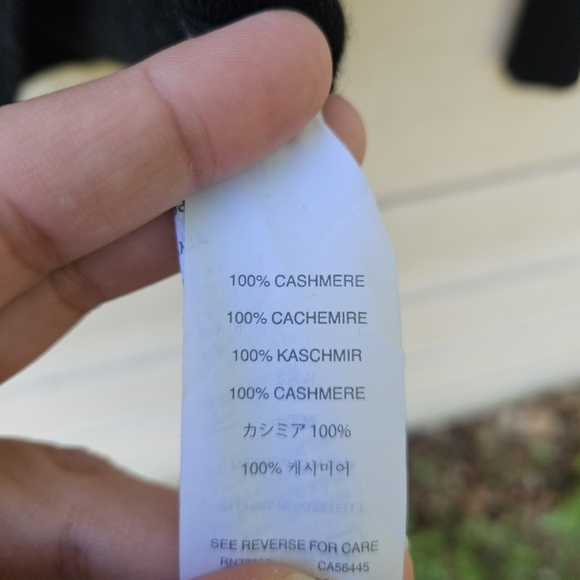 100% CASHMERE
100% CACHEMIRE
100% KASCHMIR
100% CASHMERE
カシミア 100%
100% 캐시미어
SEE REVERSE FOR CARE
CA56445